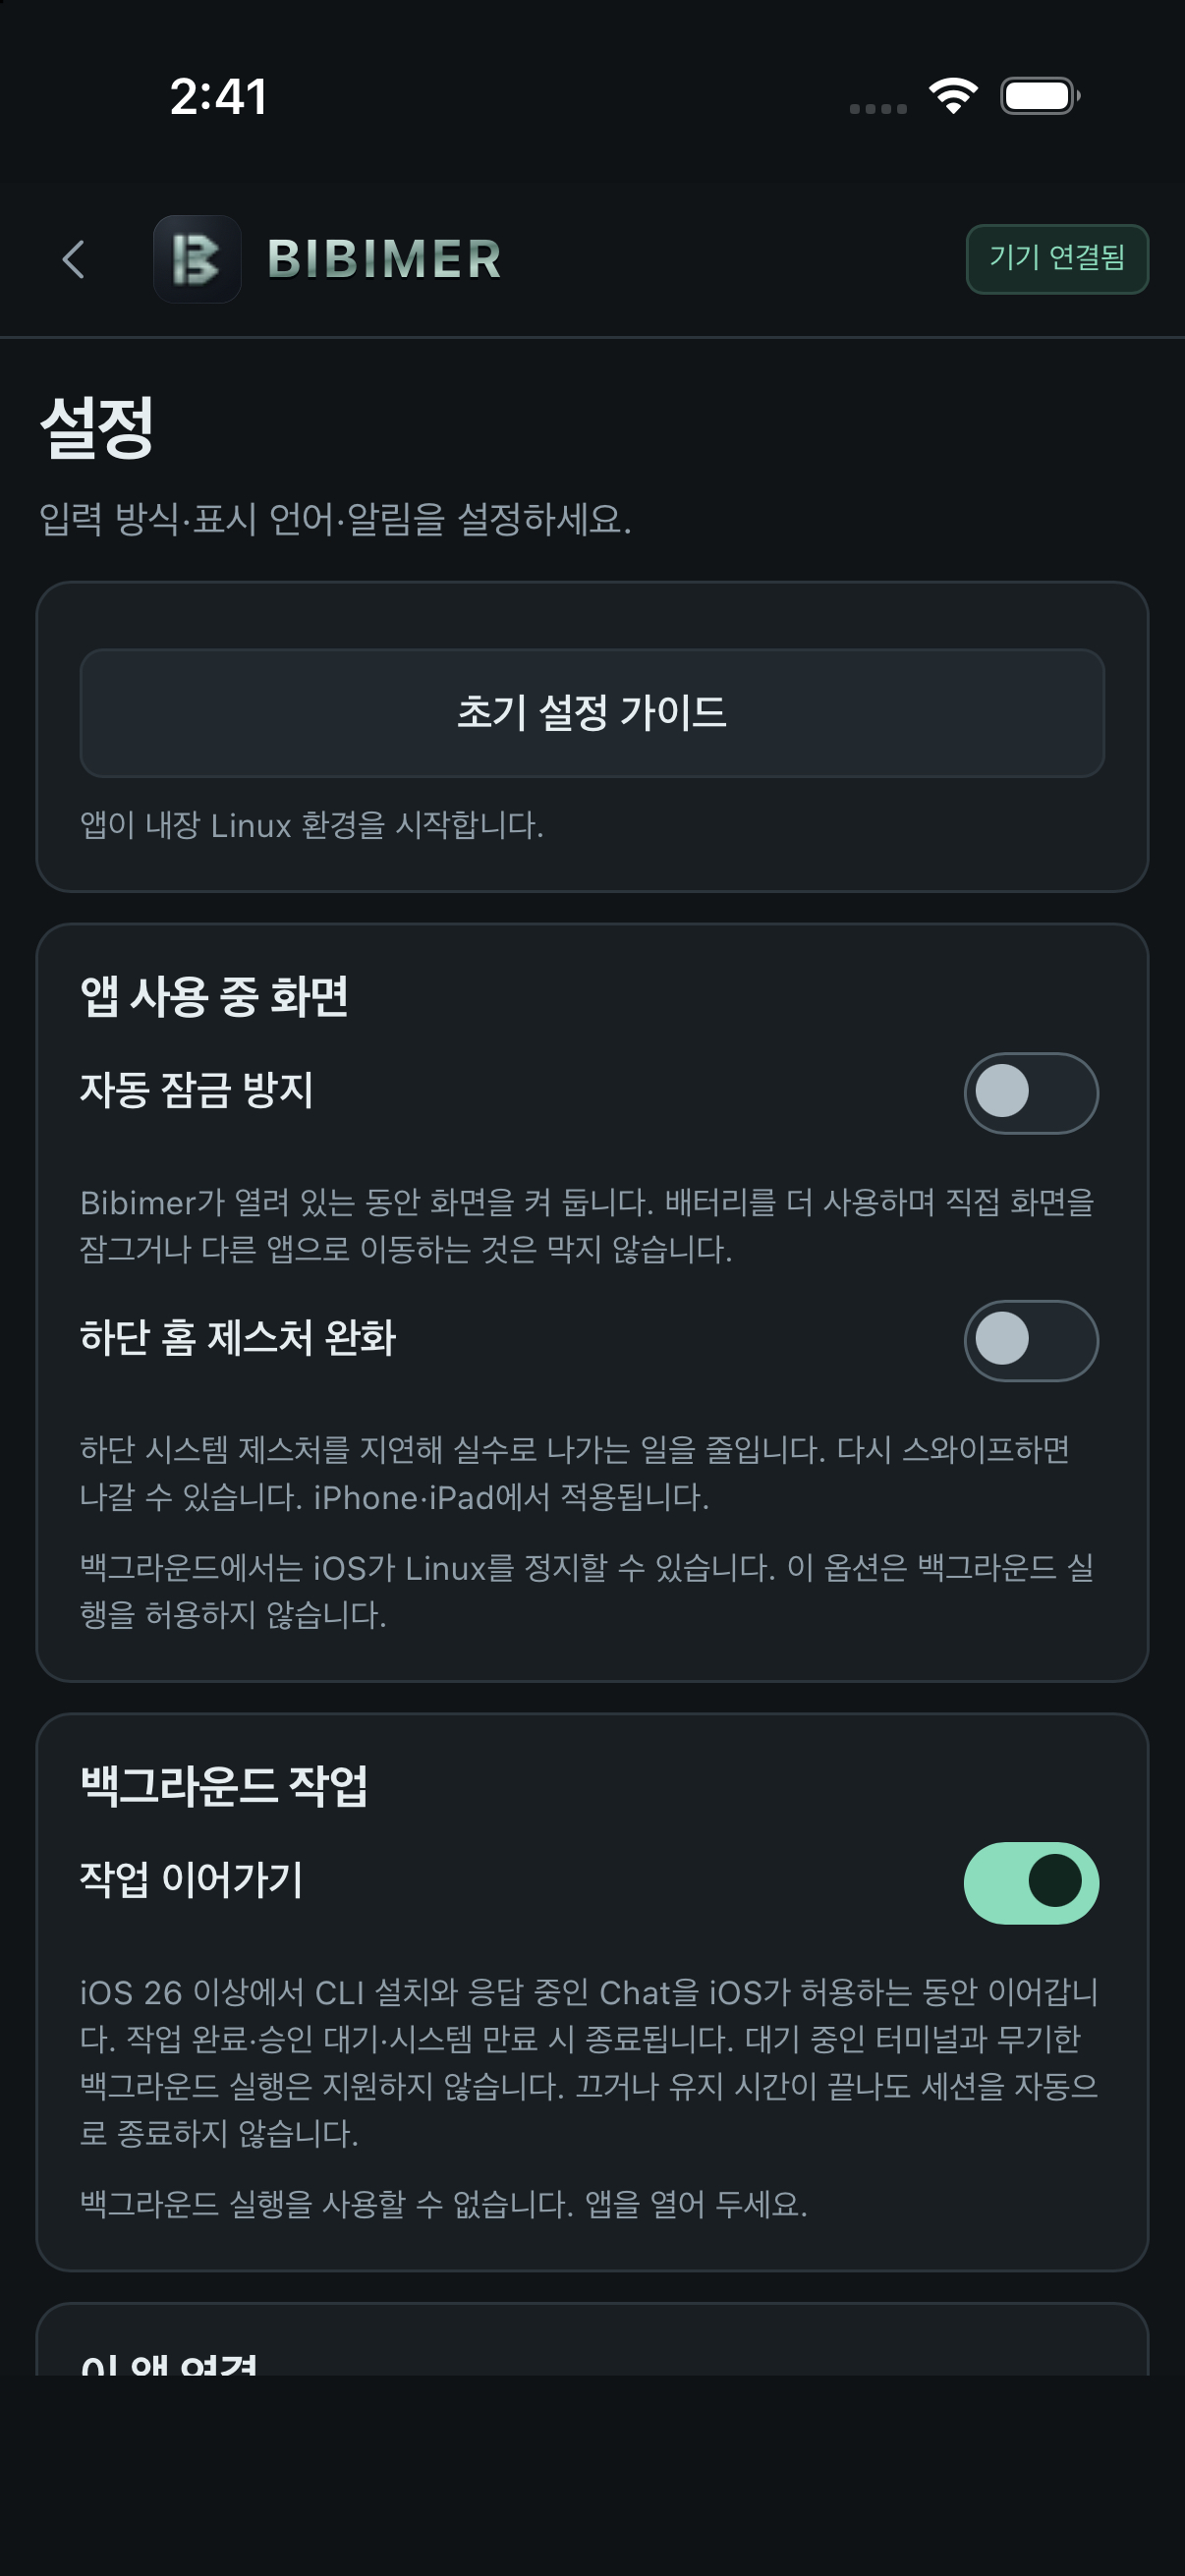 2:41
BIBIMER
기기 연결됨
설정
입력 방식·표시 언어·알림을 설정하세요.
초기 설정 가이드
앱이 내장 Linux 환경을 시작합니다.
앱 사용 중 화면
자동 잠금 방지
Bibimer가 열려 있는 동안 화면을 켜 둡니다. 배터리를 더 사용하며 직접 화면을
잠그거나 다른 앱으로 이동하는 것은 막지 않습니다.
하단 홈 제스처 완화
하단 시스템 제스처를 지연해 실수로 나가는 일을 줄입니다. 다시 스와이프하면
나갈 수 있습니다. iPhone·iPad에서 적용됩니다.
백그라운드에서는 iOS가 Linux를 정지할 수 있습니다. 이 옵션은 백그라운드 실
행을 허용하지 않습니다.
백그라운드 작업
작업 이어가기
iOS 26 이상에서 CLI 설치와 응답 중인 Chat을 iOS가 허용하는 동안 이어갑니
다. 작업 완료·승인 대기·시스템 만료 시 종료됩니다. 대기 중인 터미널과 무기한
백그라운드 실행은 지원하지 않습니다. 끄거나 유지 시간이 끝나도 세션을 자동으
로 종료하지 않습니다.
백그라운드 실행을 사용할 수 없습니다. 앱을 열어 두세요.
이 앱 연결